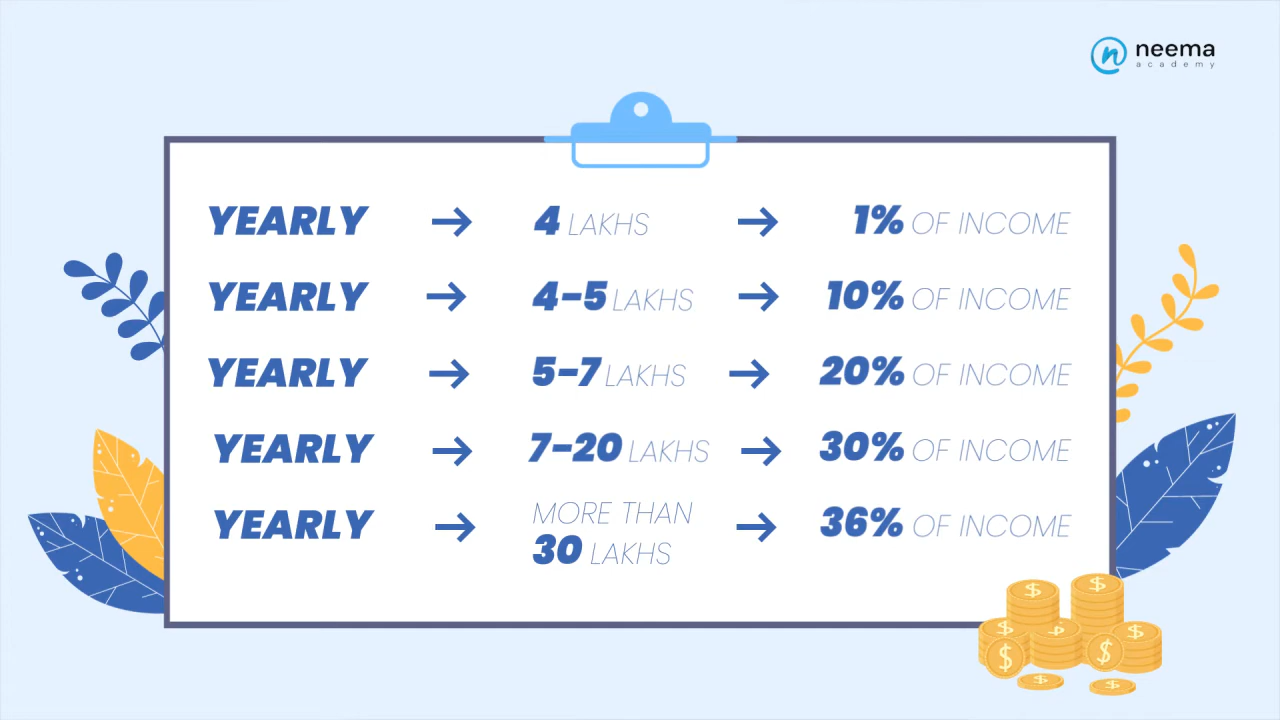 neema
academy
YEARLY → 4 LAKHS → 1% OF INCOME
YEARLY → 4-5 LAKHS → 10% OF INCOME
YEARLY → 5-7 LAKHS → 20% OF INCOME
YEARLY → 7-20 LAKHS → 30% OF INCOME
YEARLY → MORE THAN
30 LAKHS → 36% OF INCOME